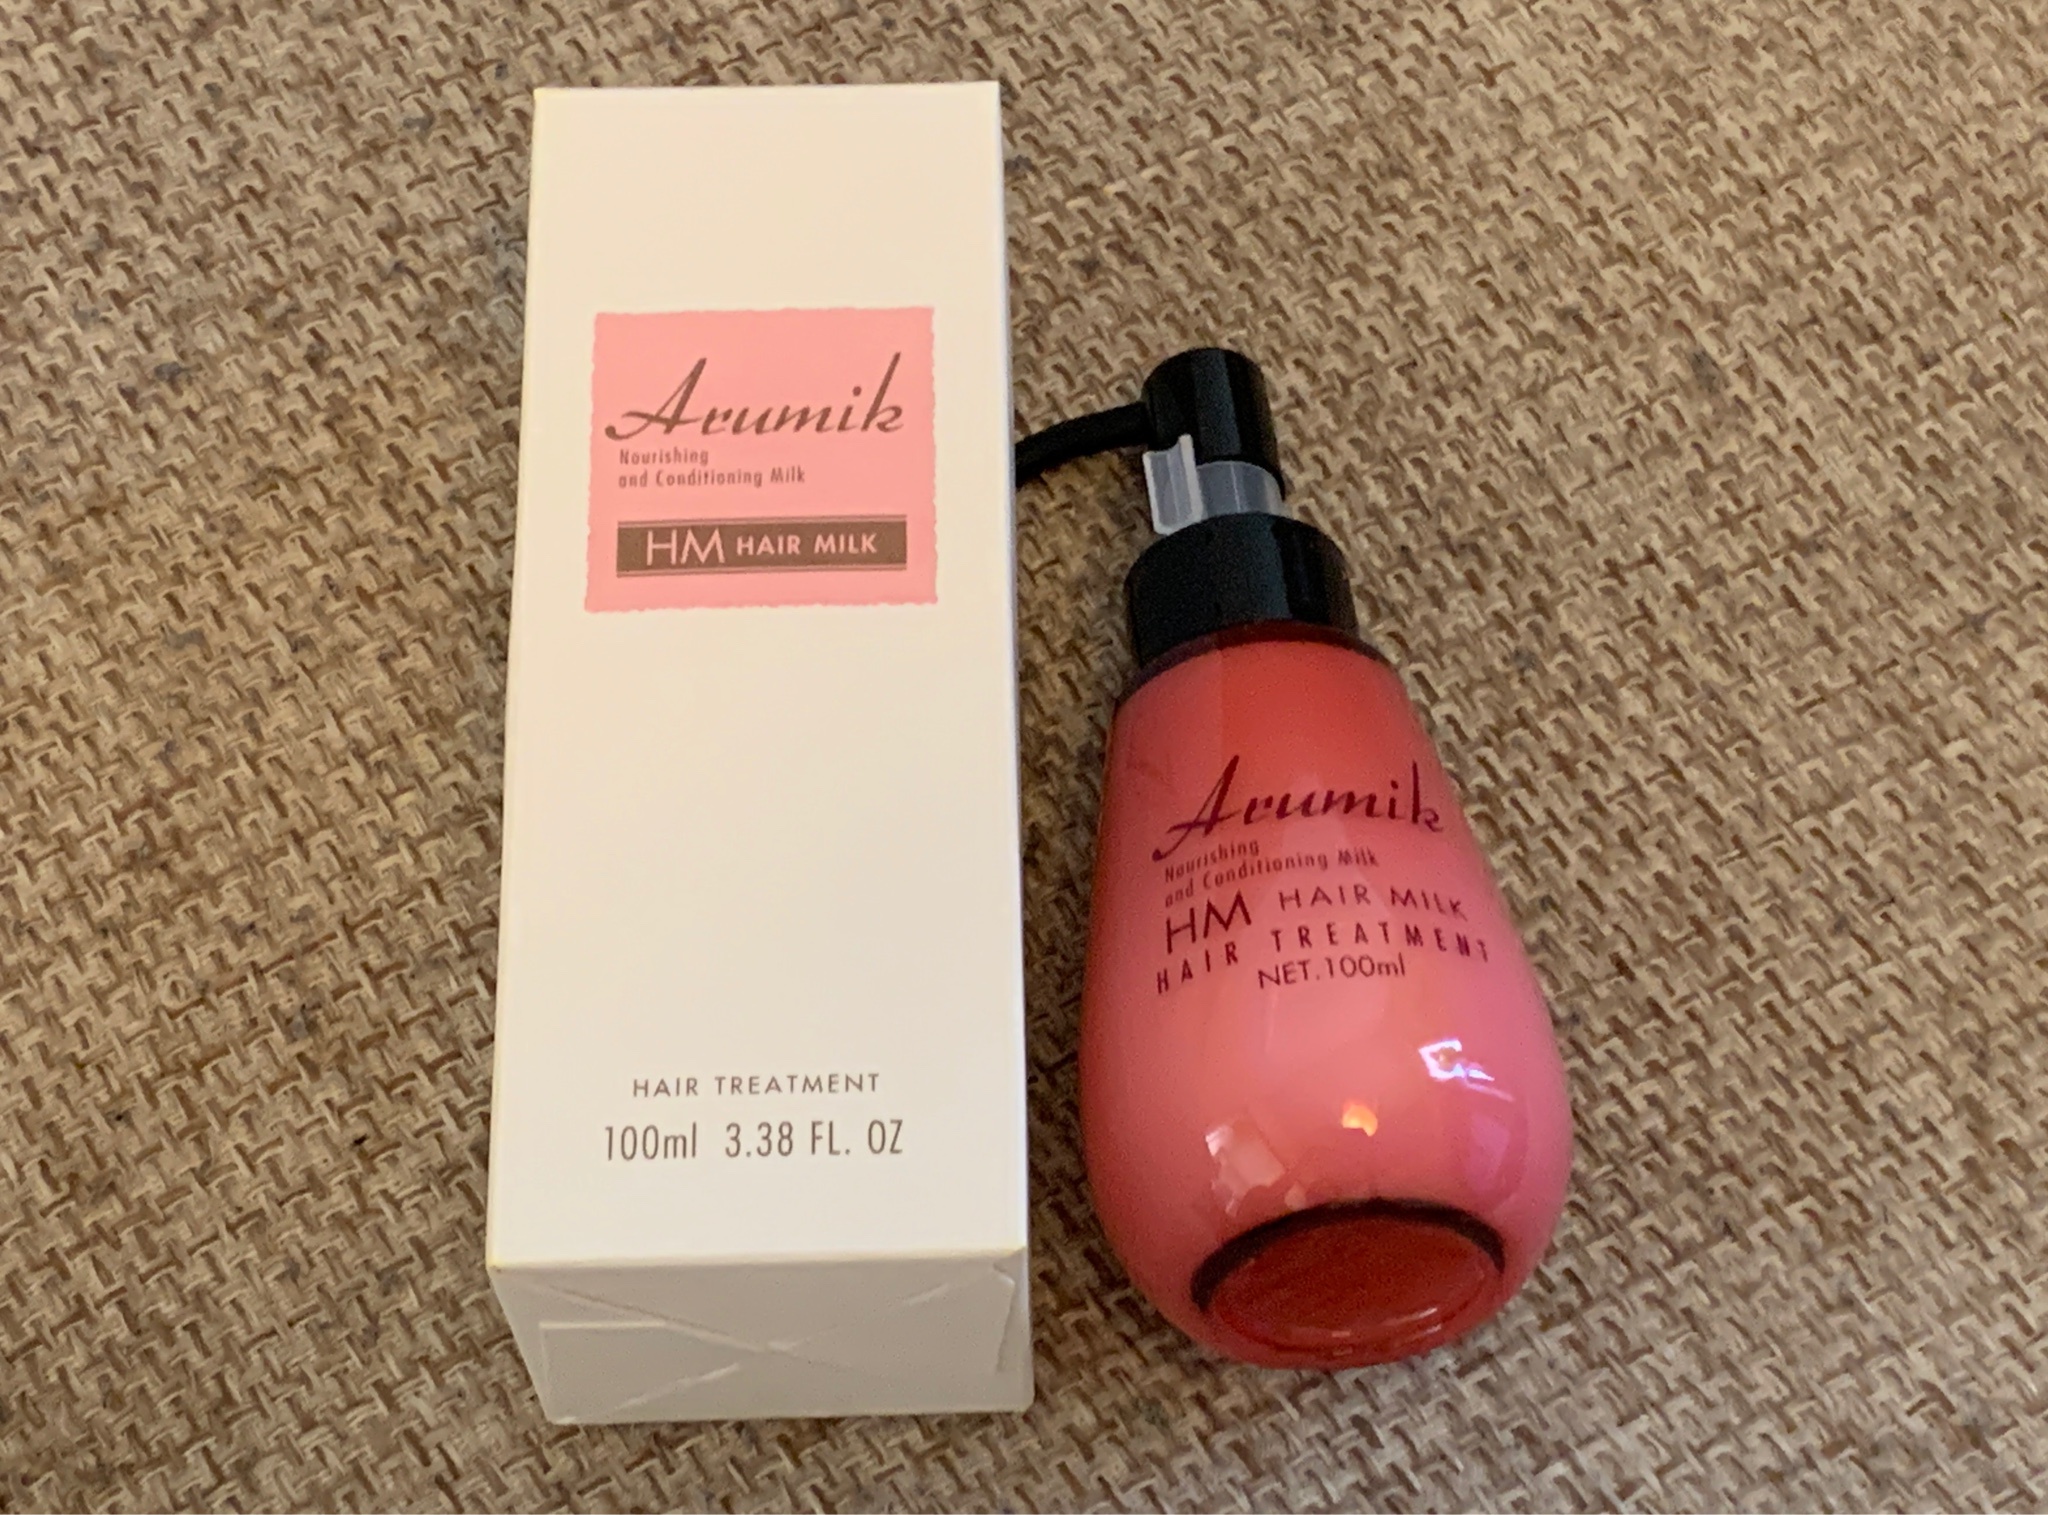 Arumik
Nourishing
and Conditioning Milk
HM HAIR MILK
HAIR TREATMENT
100ml 3.38 FL. OZ
Arumik
Nourishing
and Conditioning Milk
HM HAIR MILK
HAIR TREATMENT
NET.100ml